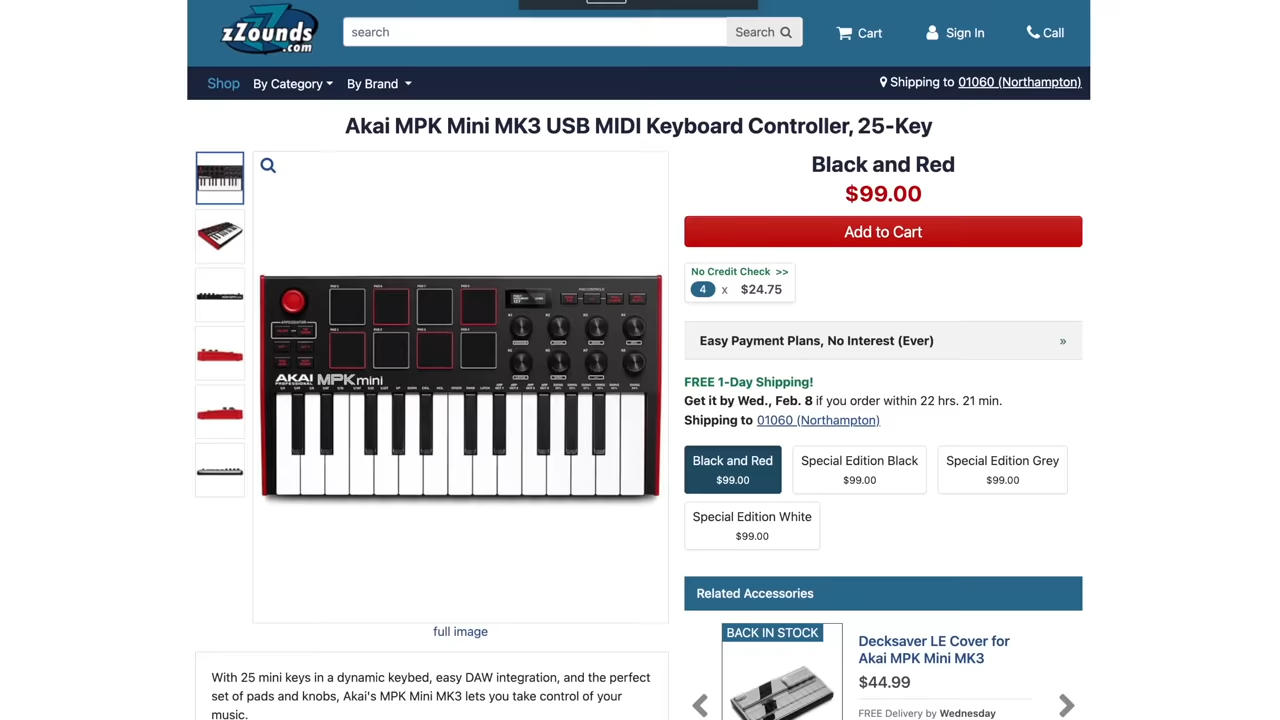 zZounds
.com
search
Search
Cart
Sign In
Call
Shop
By Category
By Brand
Shipping to 01060 (Northampton)
Akai MPK Mini MK3 USB MIDI Keyboard Controller, 25-Key
Black and Red
$99.00
Add to Cart
No Credit Check >>
4 x $24.75
Easy Payment Plans, No Interest (Ever) »
FREE 1-Day Shipping!
Get it by Wed., Feb. 8 if you order within 22 hrs. 21 min.
Shipping to 01060 (Northampton)
Black and Red
$99.00
Special Edition Black
$99.00
Special Edition Grey
$99.00
Special Edition White
$99.00
AKAI
PROFESSIONAL
MPK mini
full image
Related Accessories
BACK IN STOCK
Decksaver LE Cover for
Akai MPK Mini MK3
$44.99
FREE Delivery by Wednesday
With 25 mini keys in a dynamic keybed, easy DAW integration, and the perfect
set of pads and knobs, Akai's MPK Mini MK3 lets you take control of your
music.